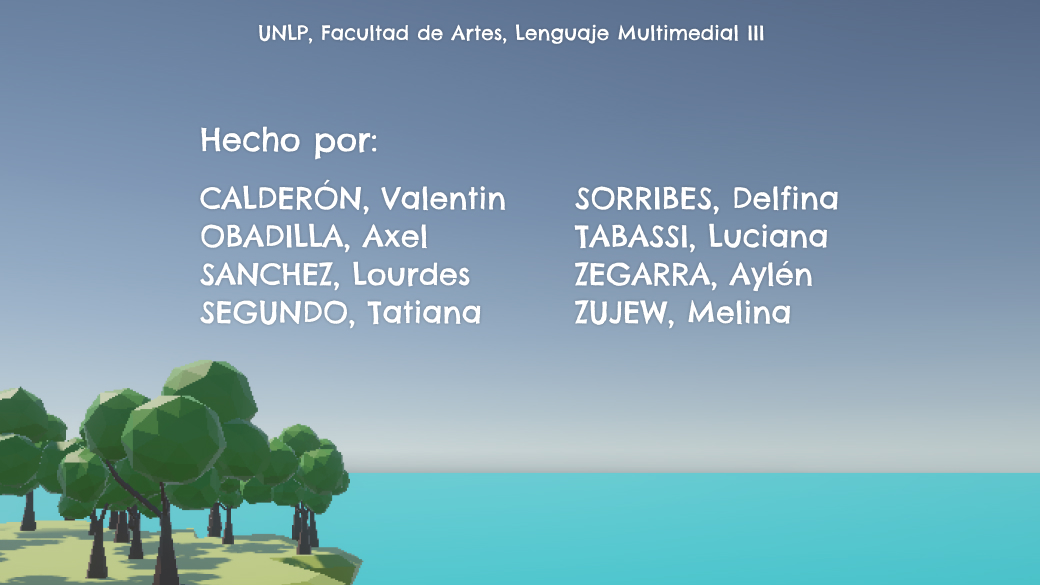 UNLP, Facultad de Artes, Lenguaje Multimedial III
Hecho por:
CALDERÓN, Valentin
OBADILLA, Axel
SANCHEZ, Lourdes
SEGUNDO, Tatiana
SORRIBES, Delfina
TABASSI, Luciana
ZEGARRA, Aylén
ZUJEW, Melina